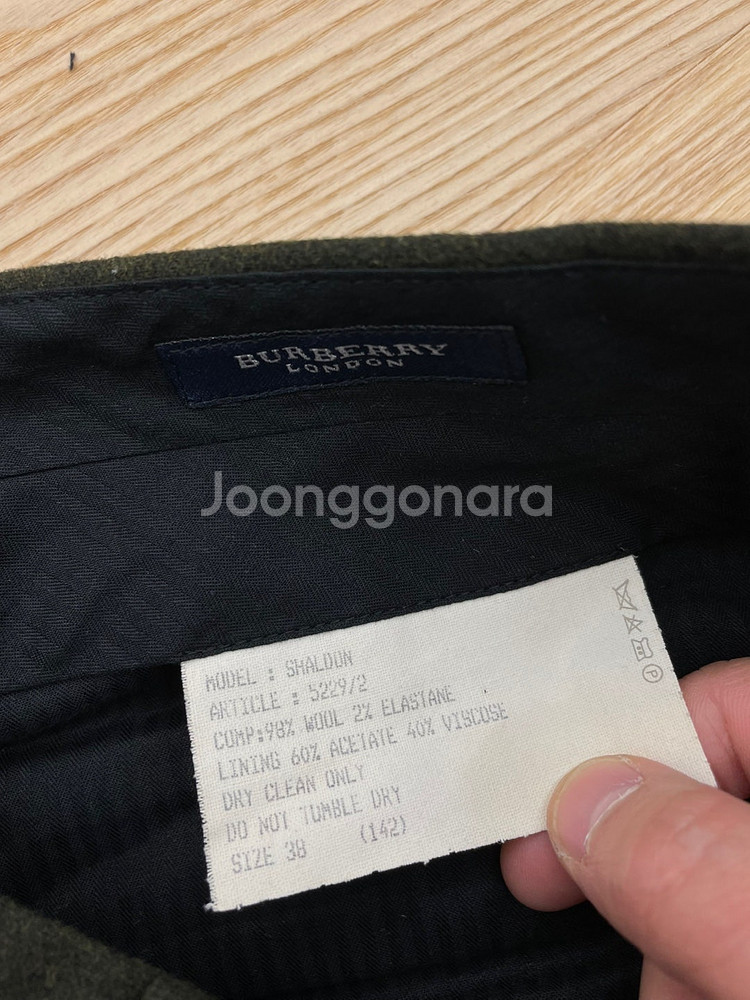 BURBERRY
LONDON
Joonggonara
MODEL : SHALDON
ARTICLE : 5229/2
COMP:98% WOOL 2% ELASTANE
LINING 60% ACETATE 40% VISCOSE
DRY CLEAN ONLY
DO NOT TUMBLE DRY
SIZE 38 (142)
P